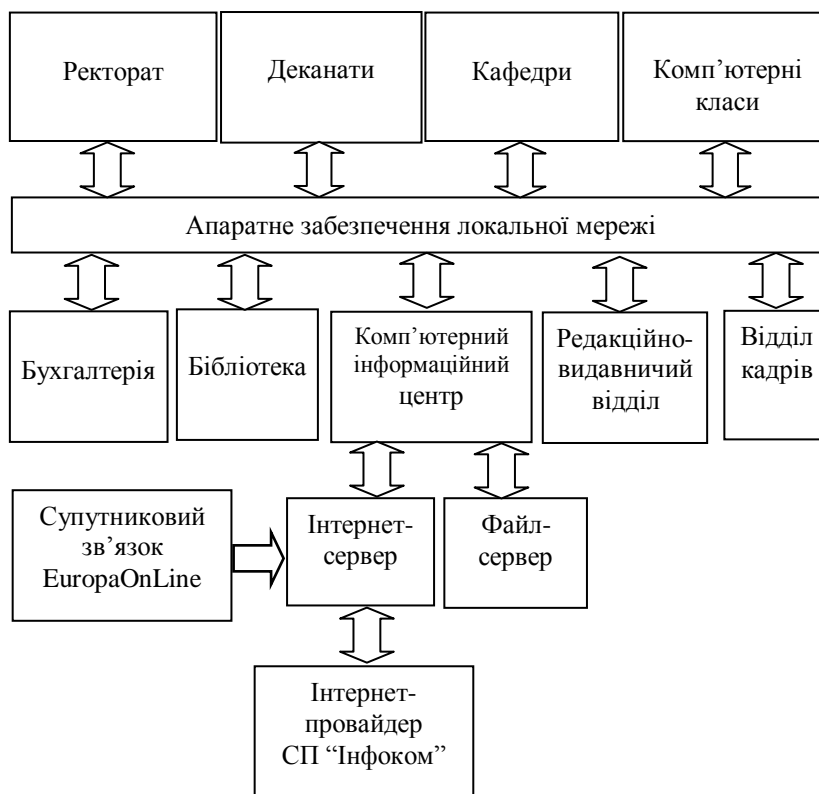 Ректорат
Деканати
Кафедри
Комп’ютерні
класи
Апаратне забезпечення локальної мережі
Бухгалтерія
Бібліотека
Комп’ютерний
інформаційний
центр
Редакційно-
видавничий
відділ
Відділ
кадрів
Супутниковий
зв’язок
EuropaOnLine
Інтернет-
сервер
Файл-
сервер
Інтернет-
провайдер
СП “Інфоком”